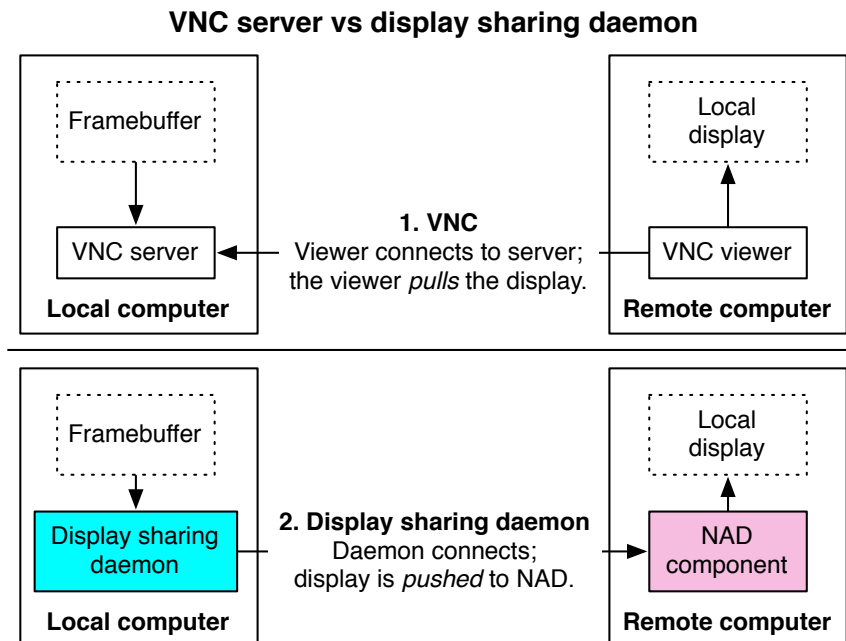 VNC server vs display sharing daemon
Framebuffer
Local
display
1. VNC
Viewer connects to server;
the viewer pulls the display.
VNC server
VNC viewer
Local computer
Remote computer
Framebuffer
Local
display
Display sharing
daemon
2. Display sharing daemon
Daemon connects;
display is pushed to NAD.
NAD
component
Local computer
Remote computer